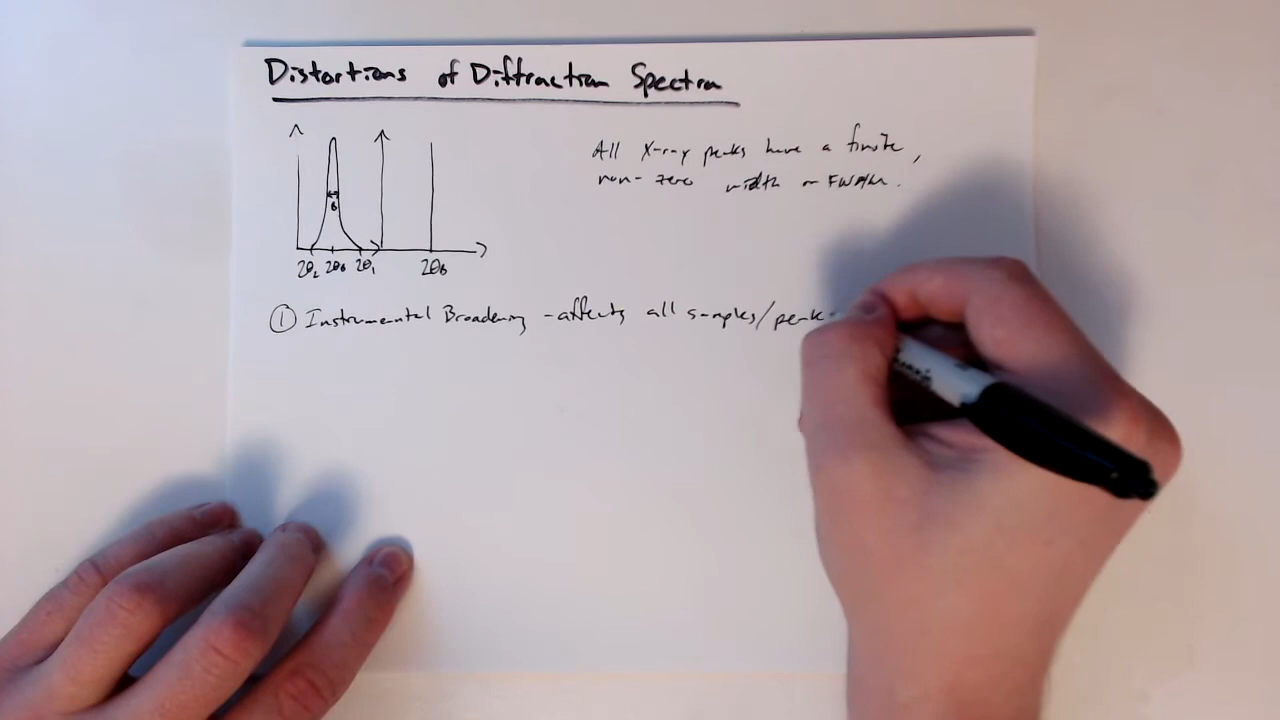 Distortions of Diffraction Spectra
All X-ray peaks have a finite,
non-zero width or FWHM.
B
2θ₂ 2θB 2θ₁ 2θB
① Instrumental Broadening - affects all samples/peak